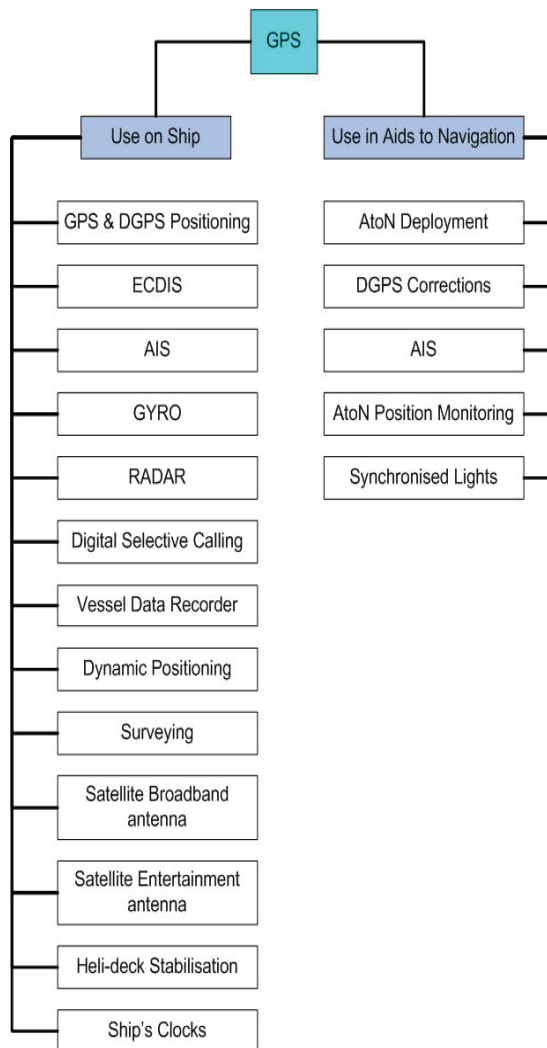 GPS
Use on Ship
Use in Aids to Navigation
GPS & DGPS Positioning
ECDIS
AIS
GYRO
RADAR
Digital Selective Calling
Vessel Data Recorder
Dynamic Positioning
Surveying
Satellite Broadband
antenna
Satellite Entertainment
antenna
Heli-deck Stabilisation
Ship's Clocks
AtoN Deployment
DGPS Corrections
AIS
AtoN Position Monitoring
Synchronised Lights